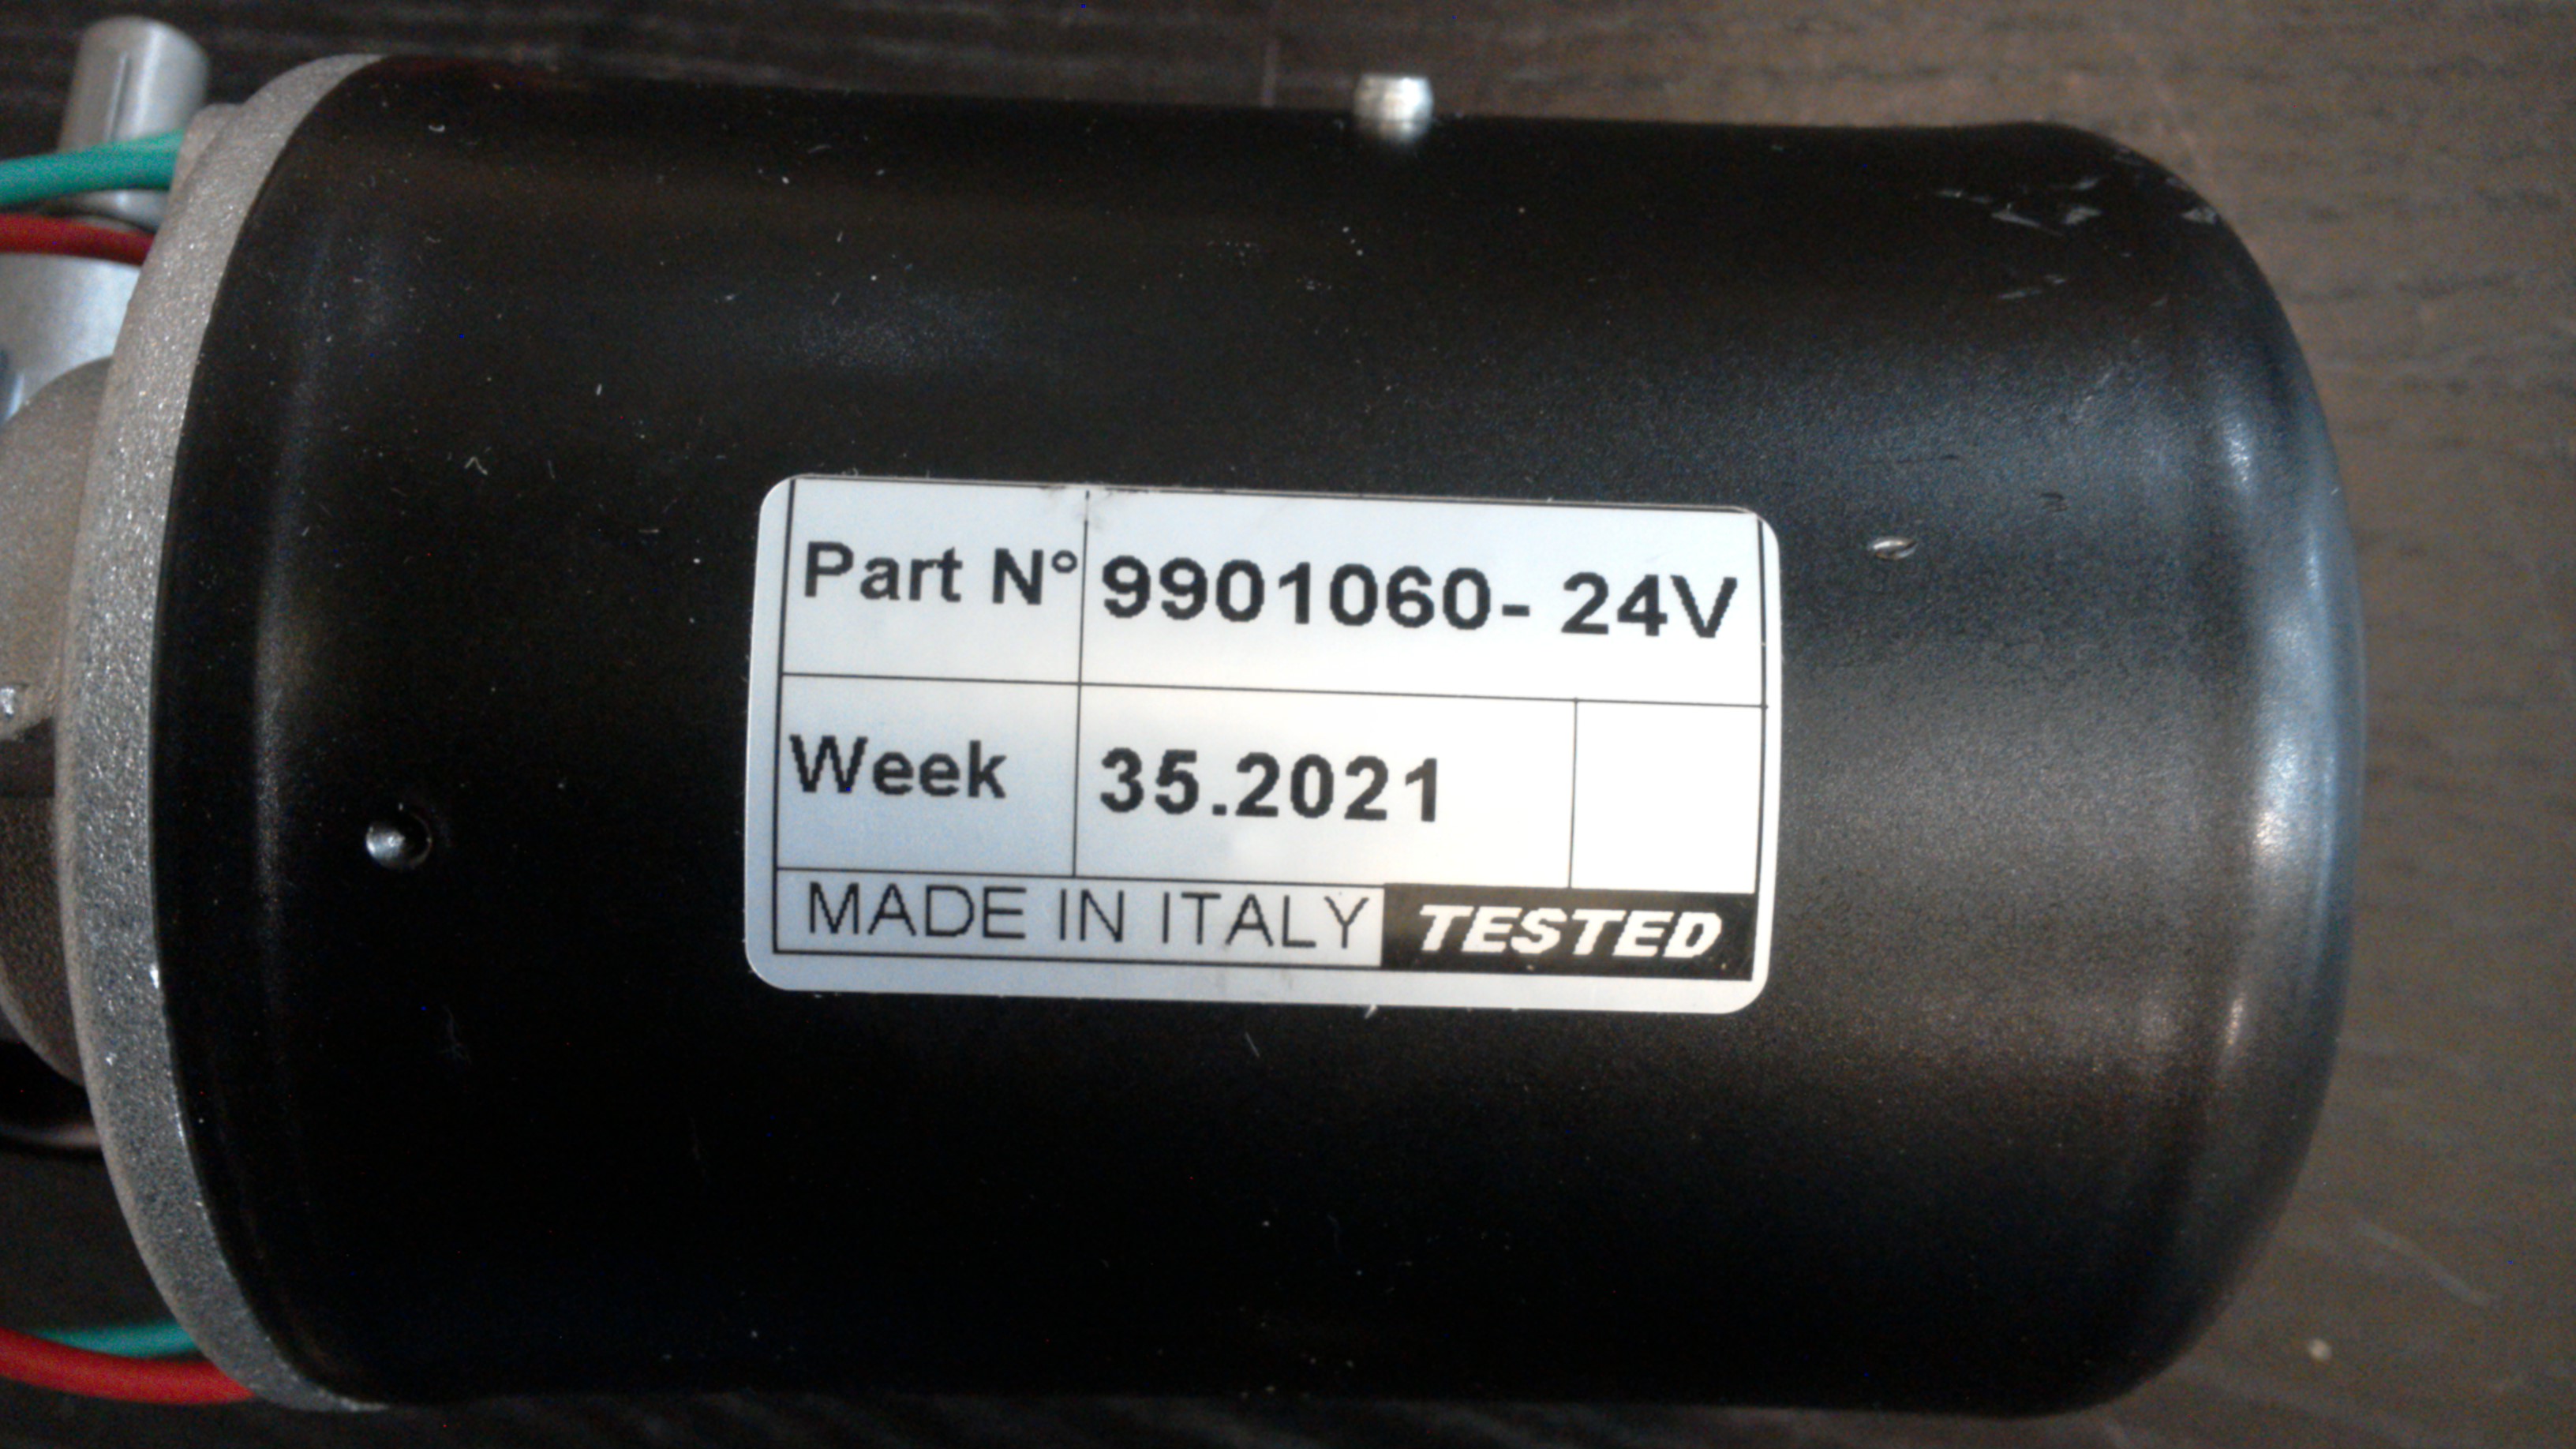 Part N° 9901060- 24V
Week 35.2021
MADE IN ITALY TESTED